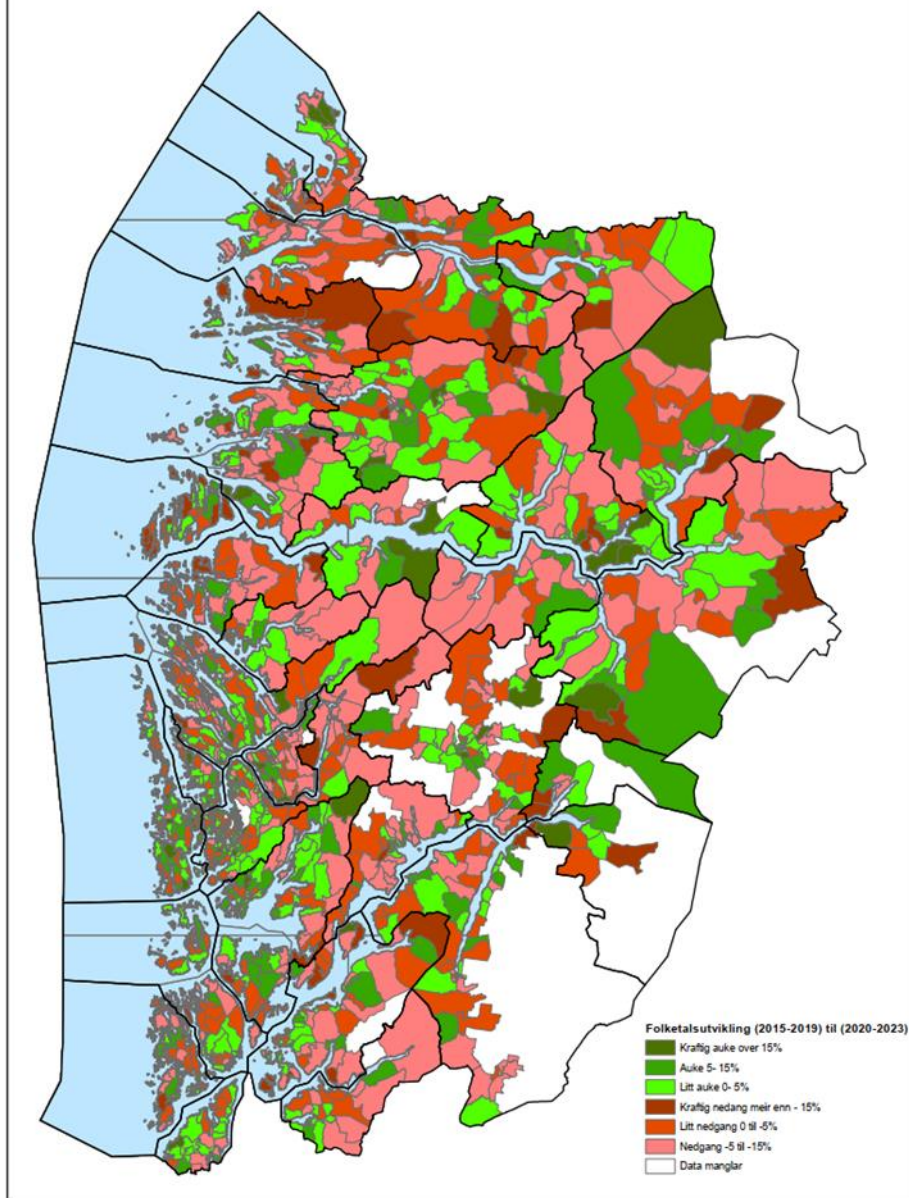 Folketalsutvikling (2015-2019) til (2020-2023)
Kraftig auke over 15%
Auke 5- 15%
Litt auke 0- 5%
Kraftig nedang meir enn - 15%
Litt nedgang 0 til -5%
Nedgang -5 til -15%
Data manglar